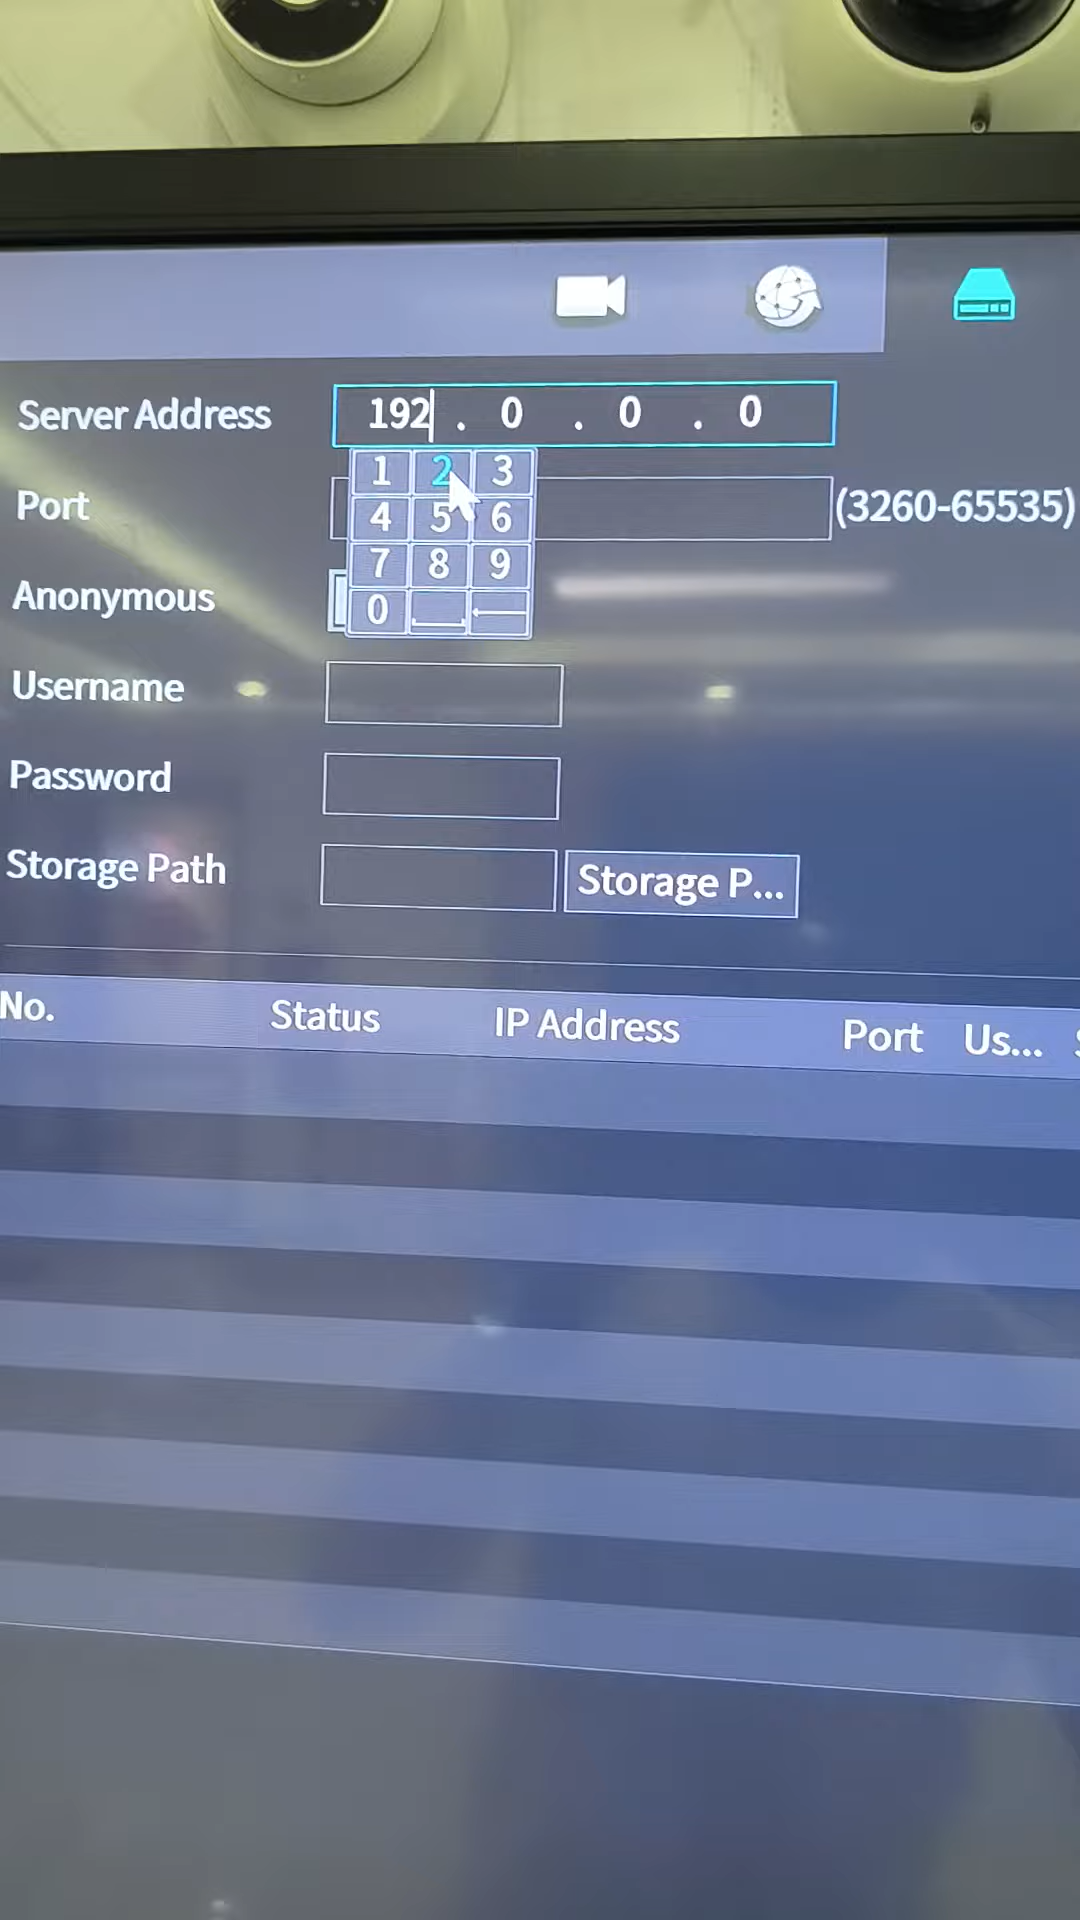 Server Address 192 . 0 . 0 . 0
1 2 3
Port (3260-65535)
4 5 6
7 8 9
Anonymous
0
Username
Password
Storage Path Storage P...
No. Status IP Address Port Us...